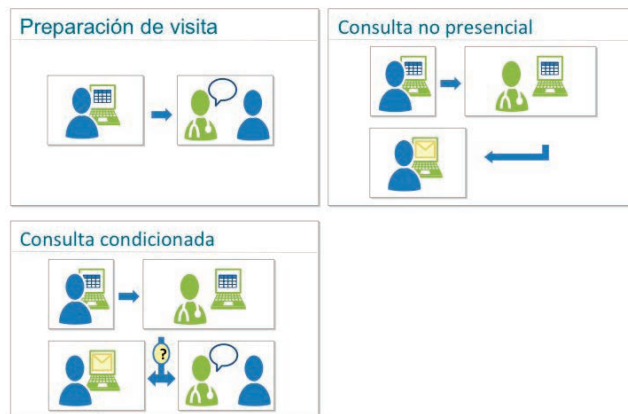 Preparación de visita
Consulta no presencial
Consulta condicionada
?